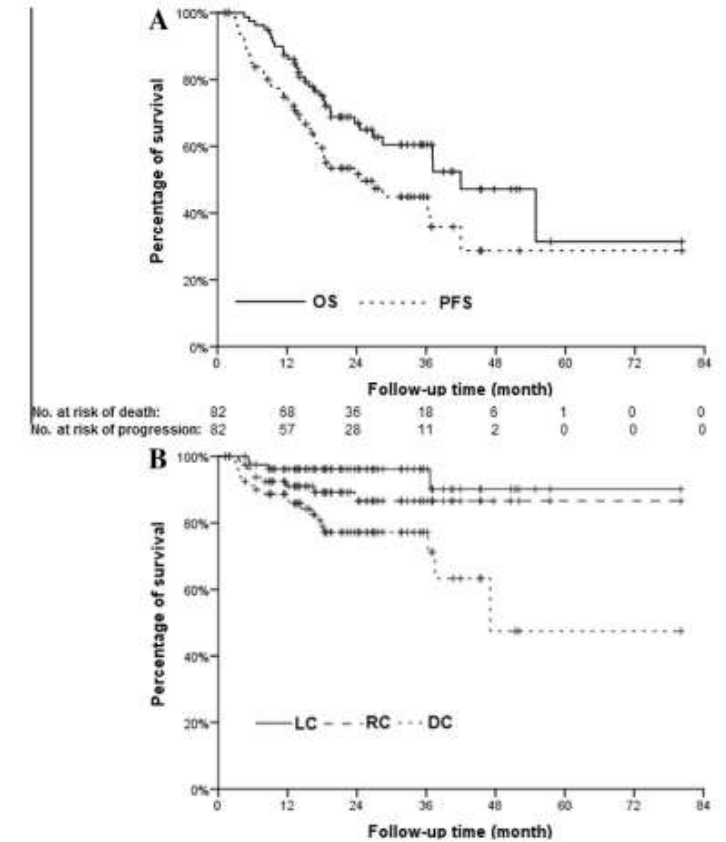 A
100%
80%
60%
40%
20%
0%
Percentage of survival
OS PFS
0 12 24 36 48 60 72 84
Follow-up time (month)
No. at risk of death: 82 68 36 18 6 1 0 0
No. at risk of progression: 82 57 28 11 2 0 0 0
B
100%
80%
60%
40%
20%
0%
Percentage of survival
LC RC DC
0 12 24 36 48 60 72 84
Follow-up time (month)